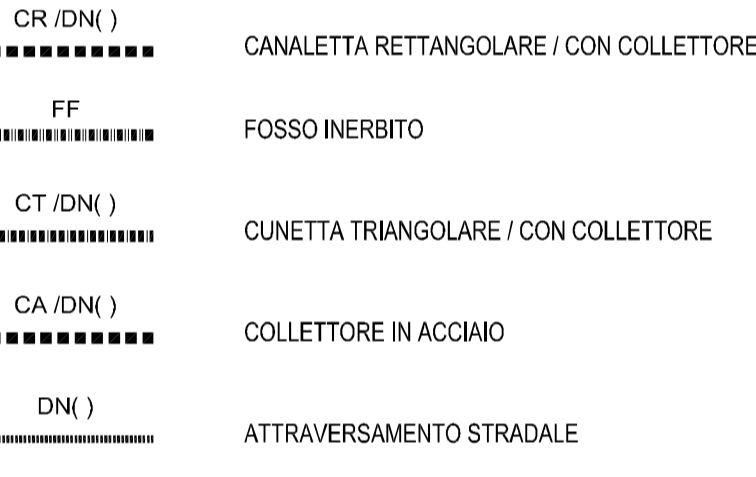 CR /DN( )
CANALETTA RETTANGOLARE / CON COLLETTORE
FF
FOSSO INERBITO
CT /DN( )
CUNETTA TRIANGOLARE / CON COLLETTORE
CA /DN( )
COLLETTORE IN ACCIAIO
DN( )
ATTRAVERSAMENTO STRADALE